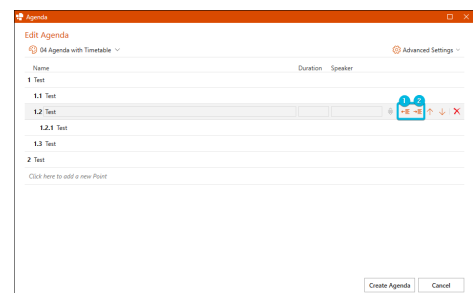 Agenda
Edit Agenda
04 Agenda with Timetable
Advanced Settings
Name Duration Speaker
1 Test
1.1 Test
1 2
1.2 Test
1.2.1 Test
1.3 Test
2 Test
Click here to add a new Point
Create Agenda Cancel